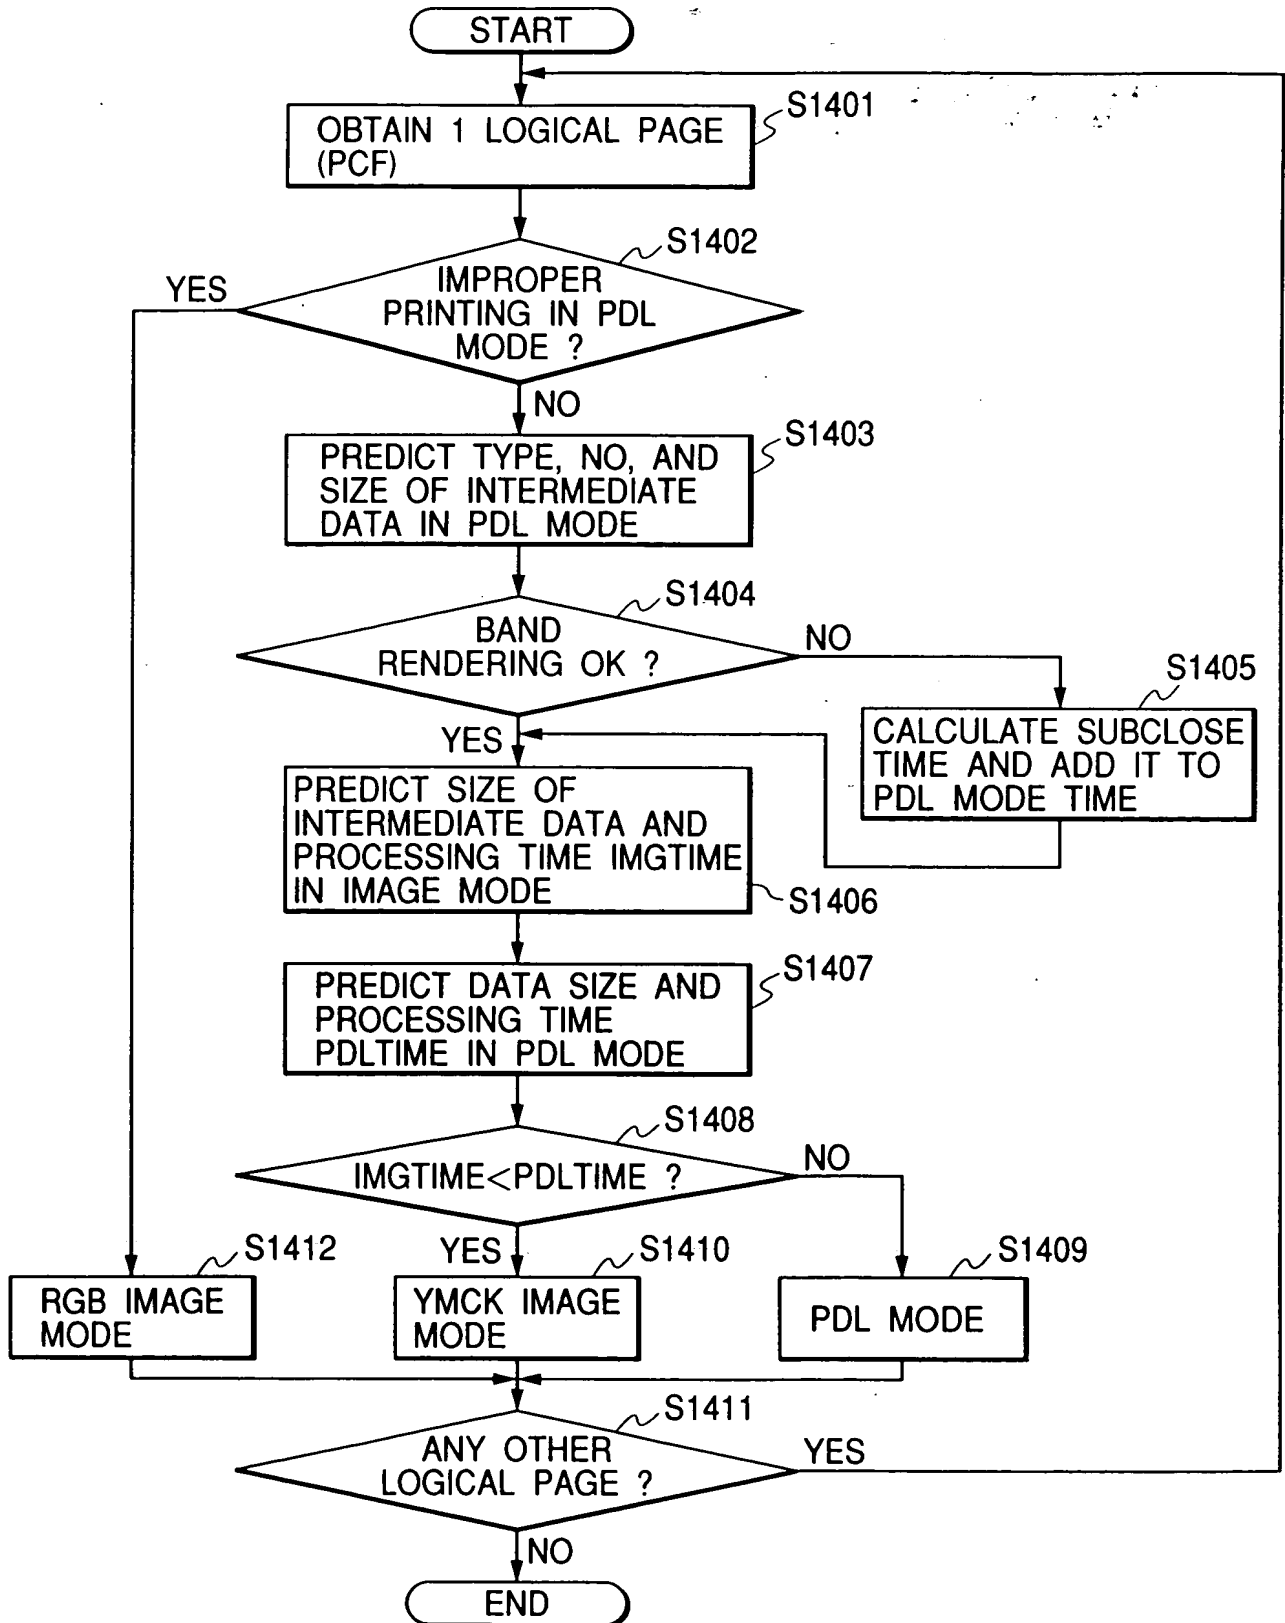 START
S1401
OBTAIN 1 LOGICAL PAGE
(PCF)
S1402
YES
IMPROPER
PRINTING IN PDL
MODE ?
NO
S1403
PREDICT TYPE, NO, AND
SIZE OF INTERMEDIATE
DATA IN PDL MODE
S1404
BAND
RENDERING OK ?
NO
S1405
YES
CALCULATE SUBCLOSE
TIME AND ADD IT TO
PDL MODE TIME
PREDICT SIZE OF
INTERMEDIATE DATA AND
PROCESSING TIME IMGTIME
IN IMAGE MODE
S1406
S1407
PREDICT DATA SIZE AND
PROCESSING TIME
PDLTIME IN PDL MODE
S1408
IMGTIME<PDLTIME ?
NO
YES
S1412
S1410
S1409
RGB IMAGE
MODE
YMCK IMAGE
MODE
PDL MODE
S1411
ANY OTHER
LOGICAL PAGE ?
YES
NO
END